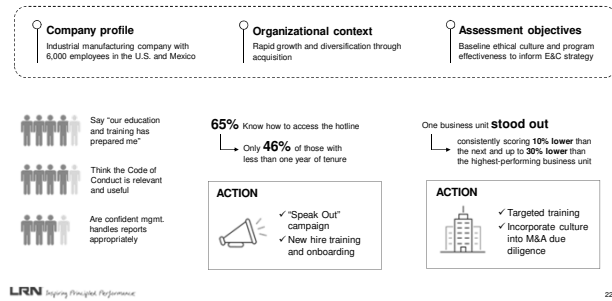 Company profile
Industrial manufacturing company with
6,000 employees in the U.S. and Mexico
Organizational context
Rapid growth and diversification through
acquisition
Assessment objectives
Baseline ethical culture and program
effectiveness to inform E&C strategy
Say "our education
and training has
prepared me"
Think the Code of
Conduct is relevant
and useful
Are confident mgmt.
handles reports
appropriately
65% Know how to access the hotline
Only 46% of those with
less than one year of tenure
ACTION
✓ "Speak Out"
campaign
✓ New hire training
and onboarding
One business unit stood out
consistently scoring 10% lower than
the next and up to 30% lower than
the highest-performing business unit
ACTION
✓ Targeted training
✓ Incorporate culture
into M&A due
diligence
LRN Inspiring Principled Performance
22